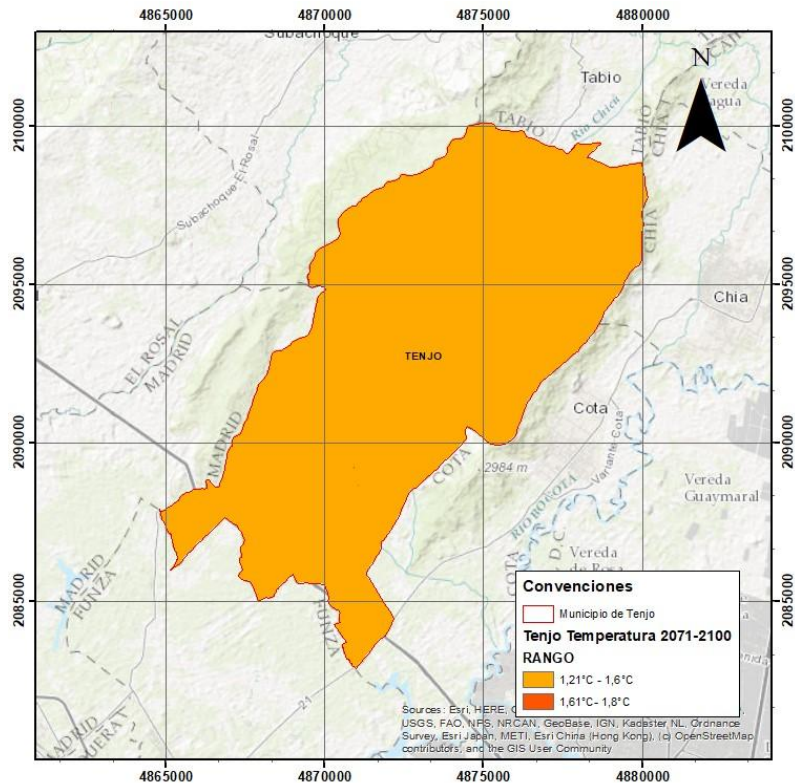 4865000 4870000 4875000 4880000
Subachoque
N
Tabio
Vereda
TABIO
Rio Chicú
TABIO
CHIA
2100000
2100000
Subachoque-El Rosal
CHIA
2095000
2095000
Chia
EL ROSAL
MADRID
TENJO
Cota
MADRID
Variante Cota
2090000
2090000
COTA
2984 m
RIO BOGOTA
Vereda
Guaymaral
COTA
D.C
Vereda
de Rosa
MADRID
FUNZA
2085000
2085000
FUNZA
21
MADRID
Convenciones
Municipio de Tenjo
Tenjo Temperatura 2071-2100
RANGO
1,21°C - 1,6°C
1,61°C- 1,8°C
Sources: Esri, HERE,
USGS, FAO, NPS, NRCAN, GeoBase, IGN, Kadaster NL, Ordnance
Survey, Esri Japan, METI, Esri China (Hong Kong), (c) OpenStreetMap
contributors, and the GIS User Community
4865000 4870000 4875000 4880000